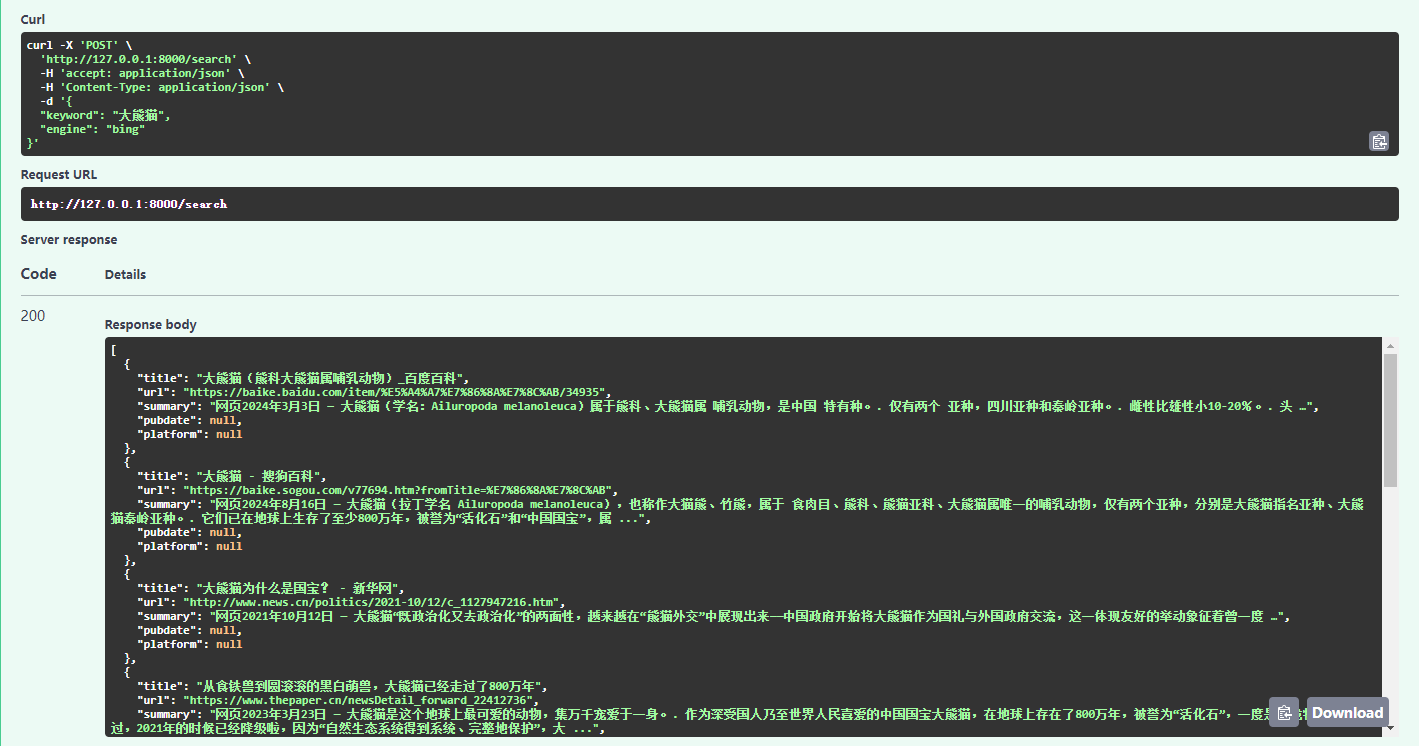 Curl
curl -X 'POST' \
'http://127.0.0.1:8000/search' \
-H 'accept: application/json' \
-H 'Content-Type: application/json' \
-d '{
"keyword": "大熊猫",
"engine": "bing"
}'
Request URL
http://127.0.0.1:8000/search
Server response
Code Details
200
Response body
[
{
"title": "大熊猫（熊科大熊猫属哺乳动物）_百度百科",
"url": "https://baike.baidu.com/item/%E5%A4%A7%E7%86%8A%E7%8C%AB/34935",
"summary": "网页2024年3月3日 — 大熊猫（学名：Ailuropoda melanoleuca）属于熊科、大熊猫属 哺乳动物，是中国 特有种。. 仅有两个 亚种，四川亚种和秦岭亚种。. 雌性比雄性小10-20%。. 头 …",
"pubdate": null,
"platform": null
},
{
"title": "大熊猫 - 搜狗百科",
"url": "https://baike.sogou.com/v77694.htm?fromTitle=%E7%86%8A%E7%8C%AB",
"summary": "网页2024年8月16日 — 大熊猫（拉丁学名 Ailuropoda melanoleuca），也称作大猫熊、竹熊，属于 食肉目、熊科、熊猫亚科、大熊猫属唯一的哺乳动物，仅有两个亚种，分别是大熊猫指名亚种、大熊
猫秦岭亚种。. 它们已在地球上生存了至少800万年，被誉为“活化石”和“中国国宝”，属 ...",
"pubdate": null,
"platform": null
},
{
"title": "大熊猫为什么是国宝？ - 新华网",
"url": "http://www.news.cn/politics/2021-10/12/c_1127947216.htm",
"summary": "网页2021年10月12日 — 大熊猫“既政治化又去政治化”的两面性，越来越在“熊猫外交”中展现出来—中国政府开始将大熊猫作为国礼与外国政府交流，这一体现友好的举动象征着曾一度 …",
"pubdate": null,
"platform": null
},
{
"title": "从食铁兽到圆滚滚的黑白萌兽，大熊猫已经走过了800万年",
"url": "https://www.thepaper.cn/newsDetail_forward_22412736",
"summary": "网页2023年3月23日 — 大熊猫是这个地球上最可爱的动物，集万千宠爱于一身。. 作为深受国人乃至世界人民喜爱的中国国宝大熊猫，在地球上存在了800万年，被誉为“活化石”，一度是
过，2021年的时候已经降级啦，因为“自然生态系统得到系统、完整地保护”，大 ...",
Download